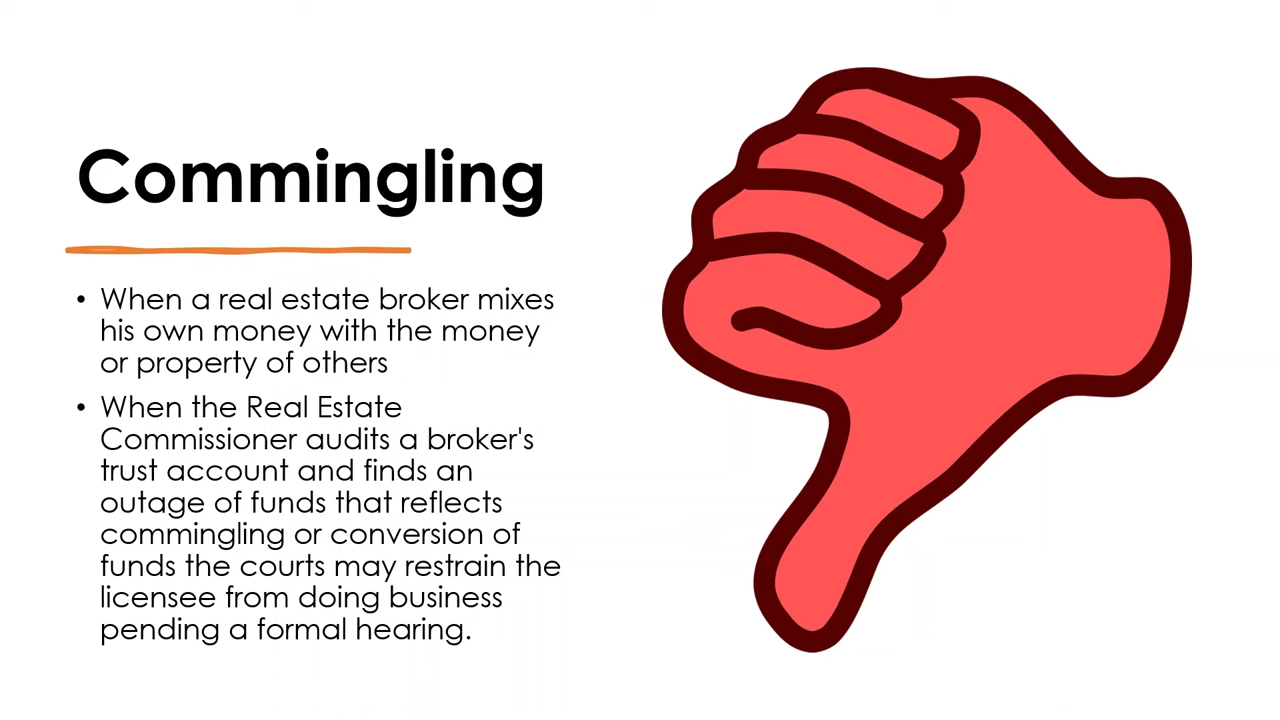 Commingling
• When a real estate broker mixes
his own money with the money
or property of others
• When the Real Estate
Commissioner audits a broker's
trust account and finds an
outage of funds that reflects
commingling or conversion of
funds the courts may restrain the
licensee from doing business
pending a formal hearing.